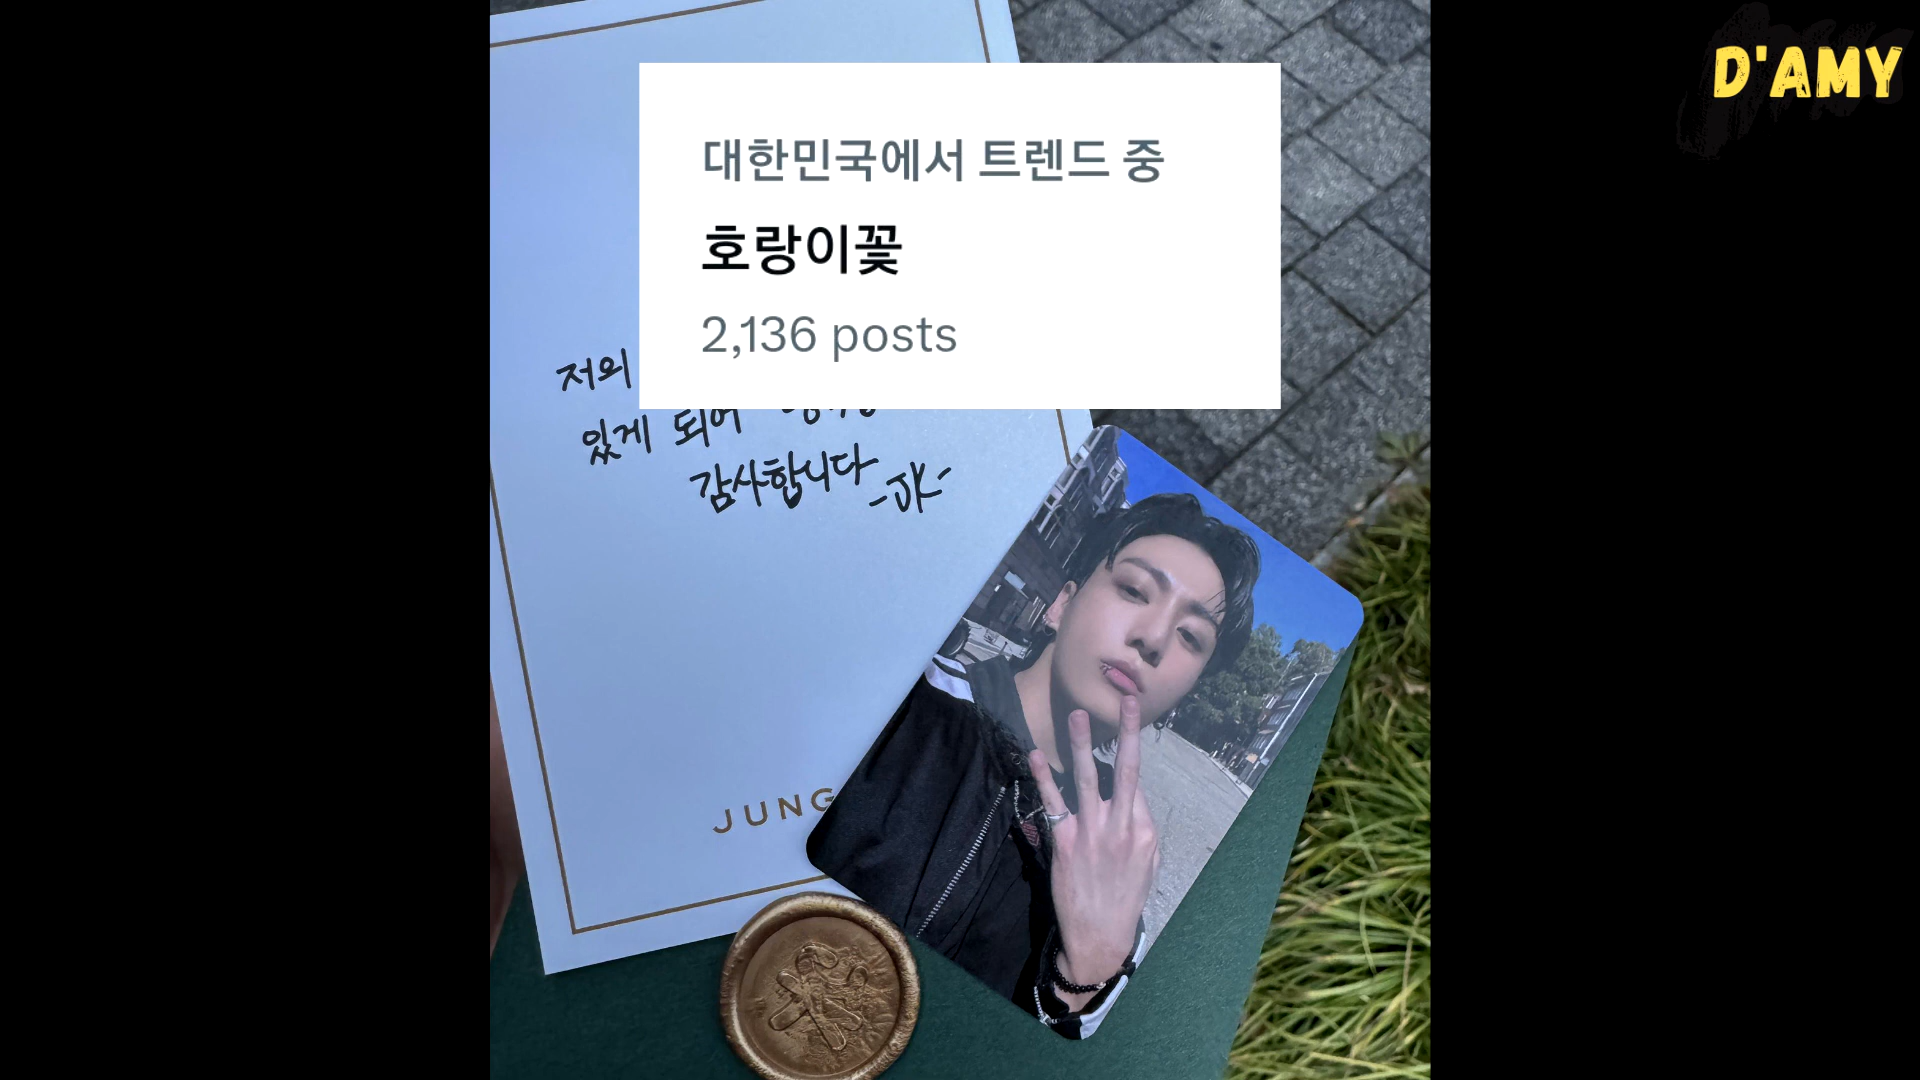 D'AMY
대한민국에서 트렌드 중
호랑이꽃
2,136 posts
저의
있게 되어
감사합니다 -JK-
JUNG